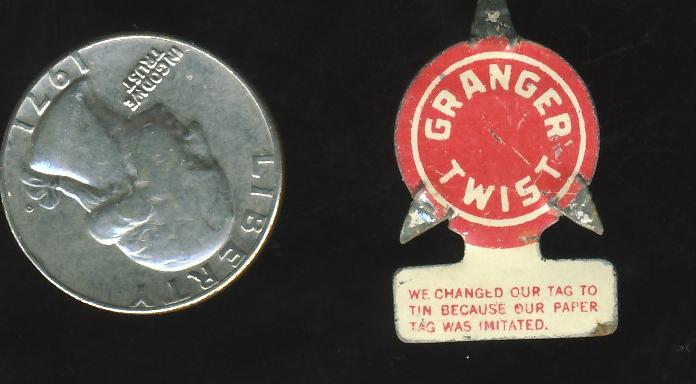 1971
IN GOD WE
TRUST
LIBERTY
GRANGER
TWIST
WE CHANGED OUR TAG TO
TIN BECAUSE OUR PAPER
TAG WAS IMITATED.